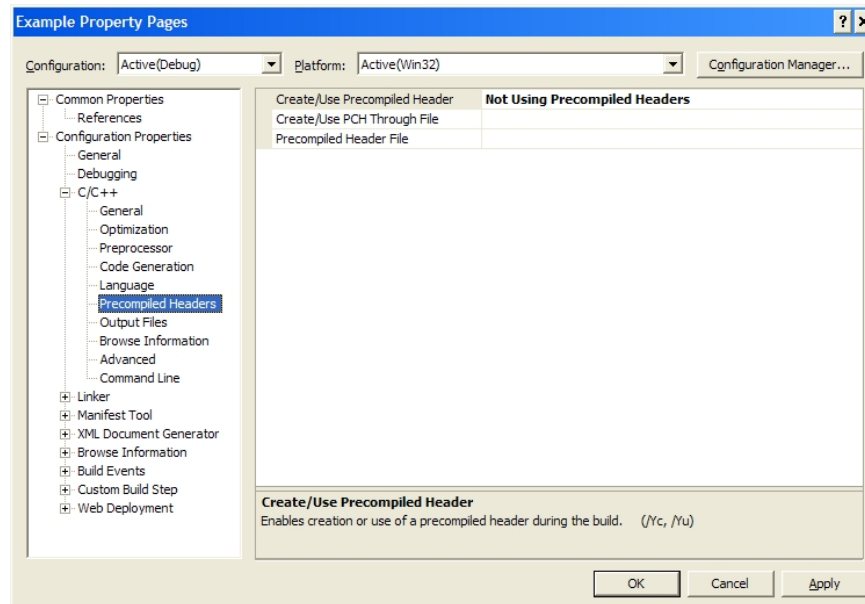 Example Property Pages
Configuration: Active(Debug) Platform: Active(Win32) Configuration Manager...
Common Properties
References
Configuration Properties
General
Debugging
C/C++
General
Optimization
Preprocessor
Code Generation
Language
Precompiled Headers
Output Files
Browse Information
Advanced
Command Line
Linker
Manifest Tool
XML Document Generator
Browse Information
Build Events
Custom Build Step
Web Deployment
Create/Use Precompiled Header Not Using Precompiled Headers
Create/Use PCH Through File
Precompiled Header File
Create/Use Precompiled Header
Enables creation or use of a precompiled header during the build. (/Yc, /Yu)
OK Cancel Apply